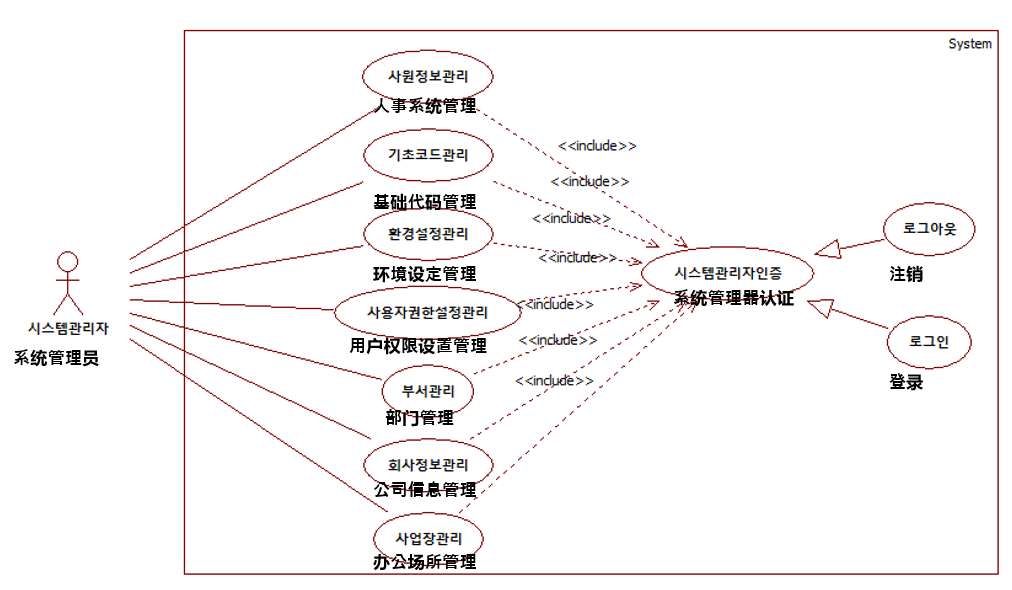 System
사원정보관리
人事系统管理
<<include>>
기초코드관리
<<include>>
基础代码管理
<<include>>
환경설정관리
로그아웃
<<include>>
环境设定管理
시스템관리자인증
注销
系统管理器认证
<<include>>
사용자권한설정관리
시스템관리자
系统管理员
用户权限设置管理
<<include>>
로그인
<<include>>
登录
부서관리
部门管理
회사정보관리
公司信息管理
사업장관리
办公场所管理